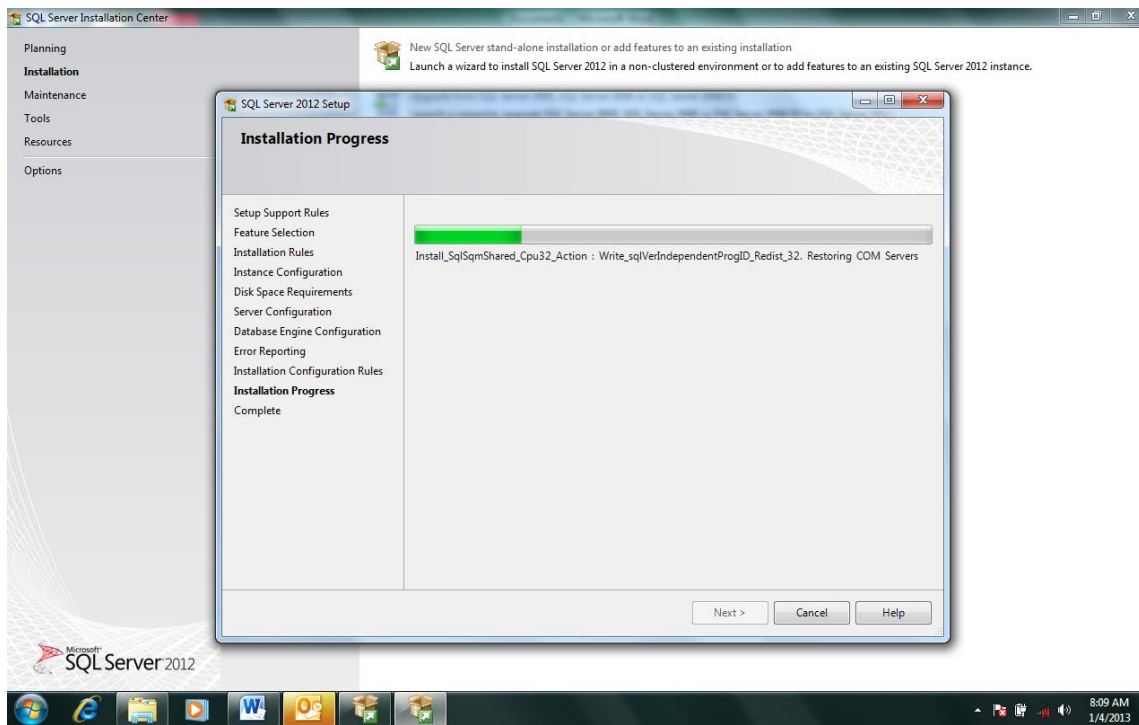 SQL Server Installation Center
Planning
Installation
Maintenance
Tools
Resources
Options
New SQL Server stand-alone installation or add features to an existing installation
Launch a wizard to install SQL Server 2012 in a non-clustered environment or to add features to an existing SQL Server 2012 instance.
SQL Server 2012 Setup
Installation Progress
Setup Support Rules
Feature Selection
Installation Rules
Instance Configuration
Disk Space Requirements
Server Configuration
Database Engine Configuration
Error Reporting
Installation Configuration Rules
Installation Progress
Complete
Install_SqlSqmShared_Cpu32_Action : Write_sqlVerIndependentProgID_Redist_32. Restoring COM Servers
Next >
Cancel
Help
Microsoft
SQL Server 2012
8:09 AM
1/4/2013